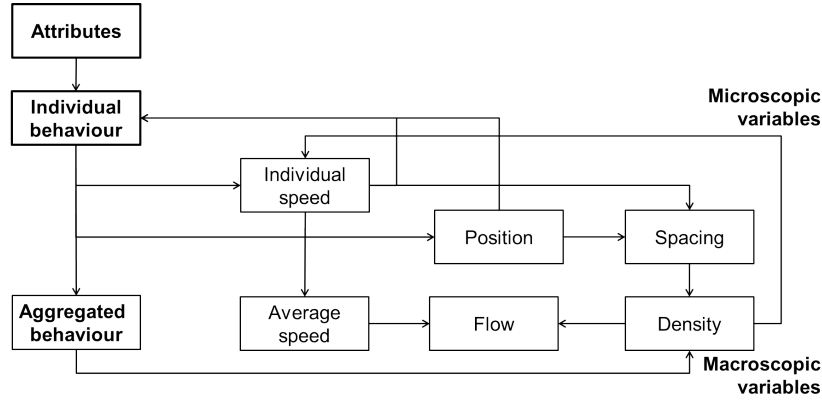 Attributes
Individual
behaviour
Microscopic
variables
Individual
speed
Position
Spacing
Aggregated
behaviour
Average
speed
Flow
Density
Macroscopic
variables